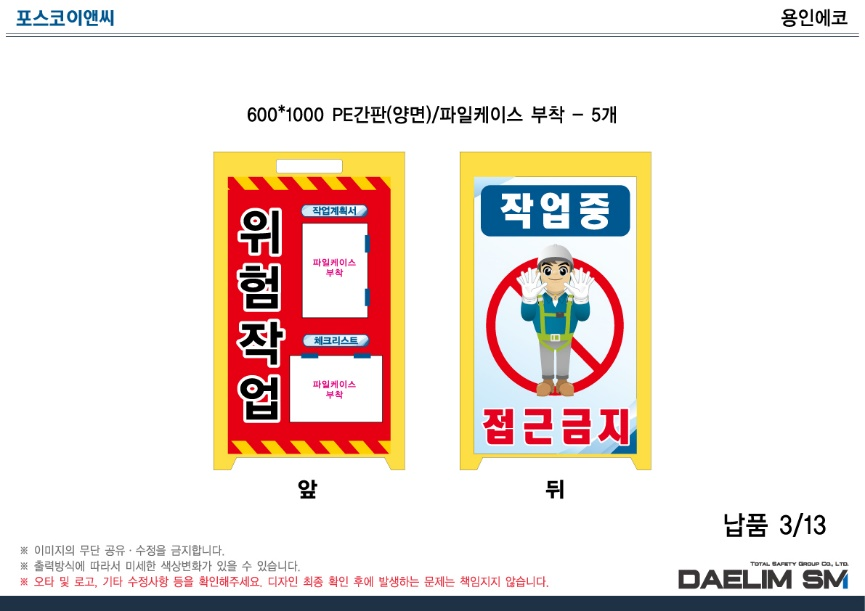 포스코이앤씨
용인에코
600*1000 PE간판(양면)/파일케이스 부착 - 5개
위험작업
작업계획서
파일케이스
부착
체크리스트
파일케이스
부착
작업중
접근금지
앞
뒤
납품 3/13
※ 이미지의 무단 공유·수정을 금지합니다.
※ 출력방식에 따라서 미세한 색상변화가 있을 수 있습니다.
※ 오타 및 로고, 기타 수정사항 등을 확인해주세요. 디자인 최종 확인 후에 발생하는 문제는 책임지지 않습니다.
TOTAL SAFETY GROUP CO., LTD.
DAELIM SM